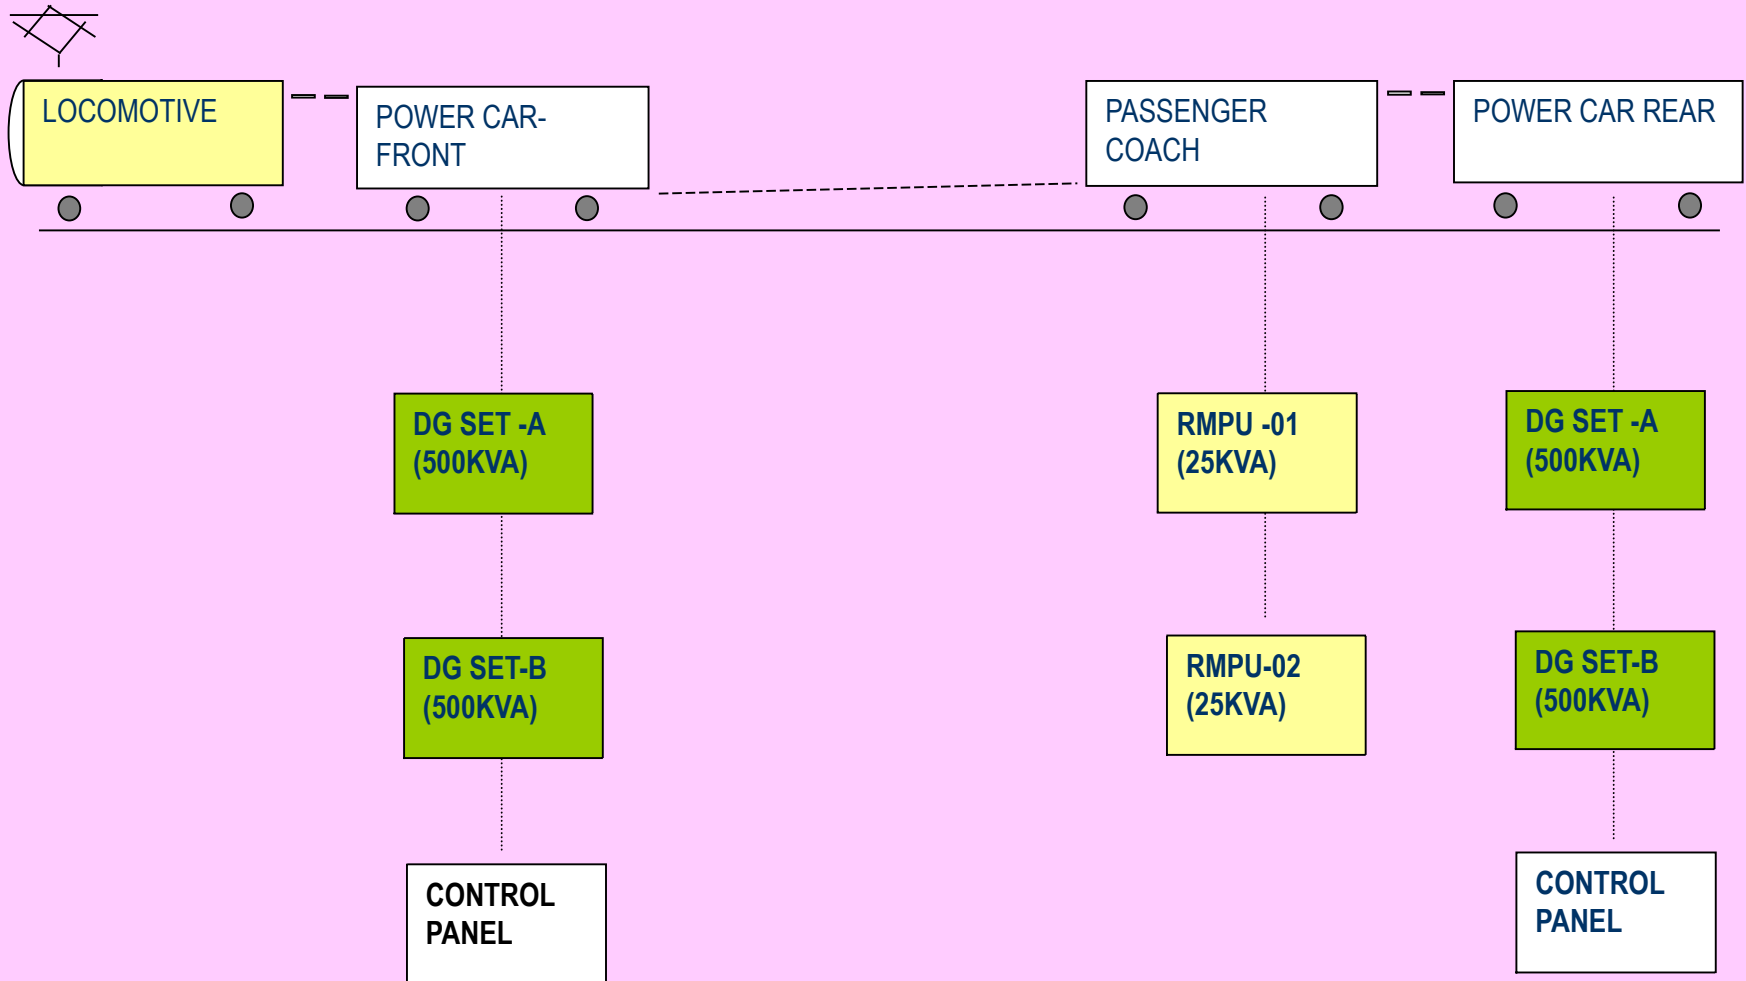 LOCOMOTIVE
POWER CAR-
FRONT
PASSENGER
COACH
POWER CAR REAR
DG SET -A
(500KVA)
RMPU -01
(25KVA)
DG SET -A
(500KVA)
DG SET-B
(500KVA)
RMPU-02
(25KVA)
DG SET-B
(500KVA)
CONTROL
PANEL
CONTROL
PANEL